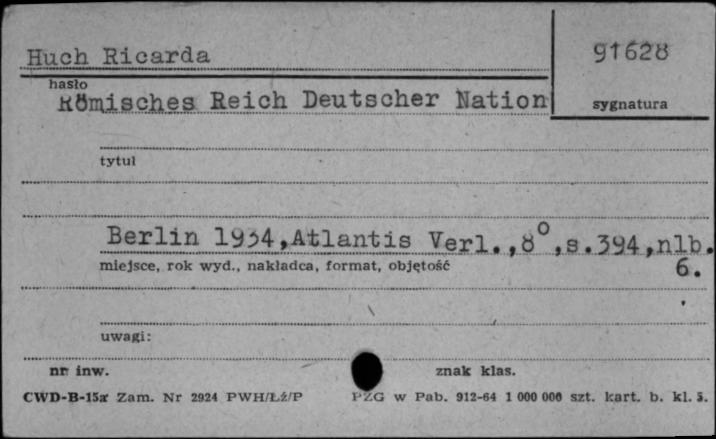 Huch Ricarda
91628
hasło
Römisches Reich Deutscher Nation
sygnatura
tytuł
Berlin 1934,Atlantis Verl.,8°,s.394,nlb.
miejsce, rok wyd., nakładca, format, objętość
6.
uwagi:
nr inw.
znak klas.
CWD-B-15a Zam. Nr 2924 PWH/Łź/P
PZG w Pab. 912-64 1 000 000 szt. kart. b. kl. 5.